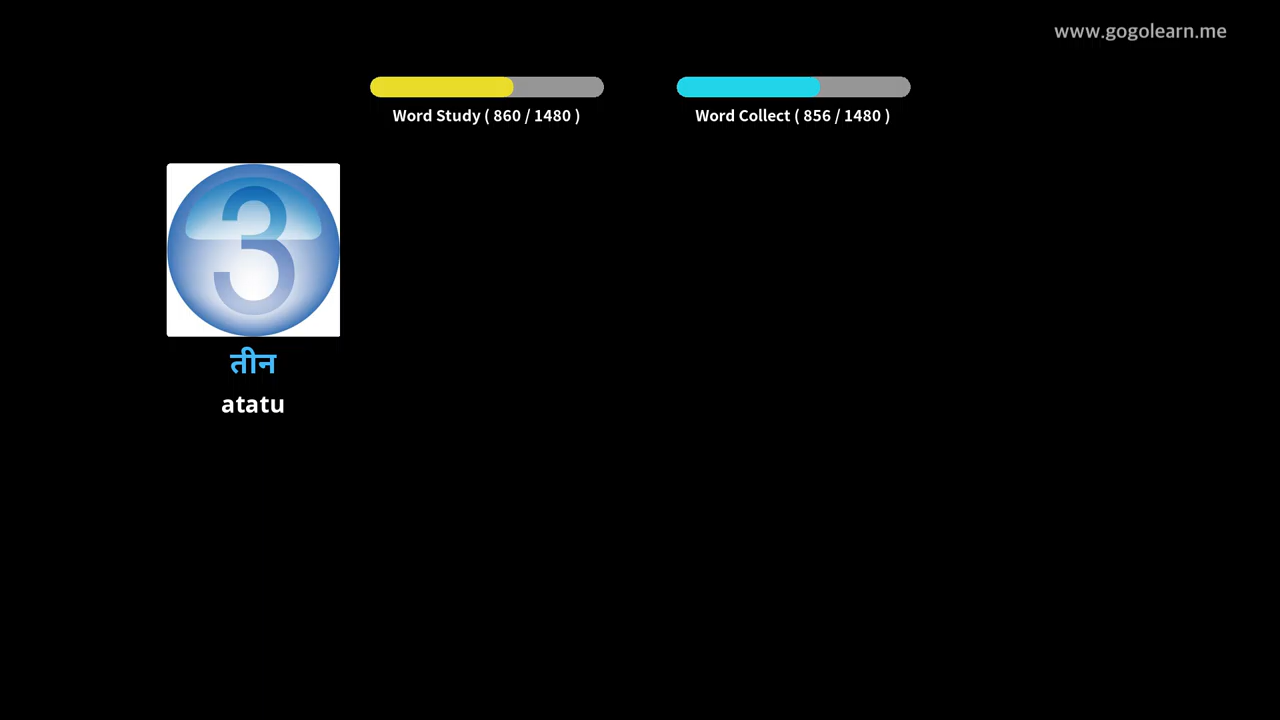 www.gogolearn.me
Word Study ( 860 / 1480 )
Word Collect ( 856 / 1480 )
3
तीन
atatu